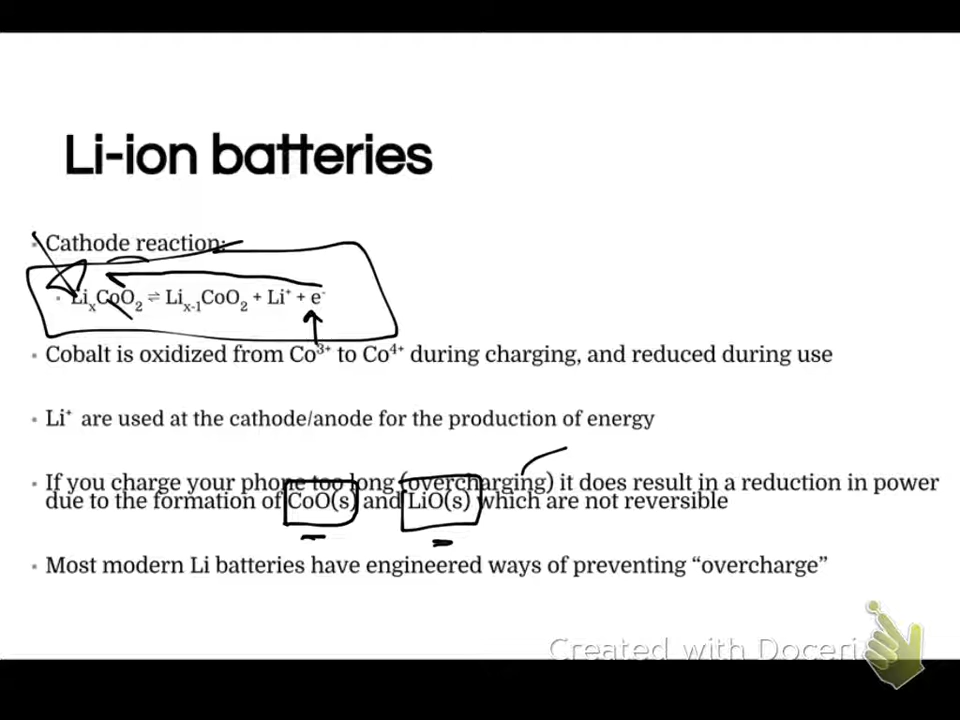 Li-ion batteries
Cathode reaction:
LiₓCoO₂ ⇌ Liₓ₋₁CoO₂ + Li⁺ + e⁻
Cobalt is oxidized from Co³⁺ to Co⁴⁺ during charging, and reduced during use
Li⁺ are used at the cathode/anode for the production of energy
If you charge your phone too long (overcharging) it does result in a reduction in power
due to the formation of CoO(s) and LiO(s) which are not reversible
Most modern Li batteries have engineered ways of preventing “overcharge”
Created with Doceri